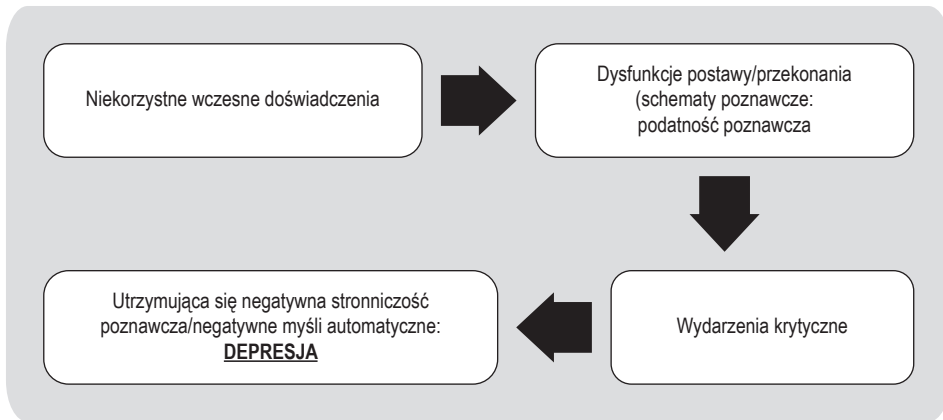 Niekorzystne wczesne doświadczenia
Dysfunkcje postawy/przekonania
(schematy poznawcze:
podatność poznawcza
Wydarzenia krytyczne
Utrzymująca się negatywna stronniczość
poznawcza/negatywne myśli automatyczne:
DEPRESJA